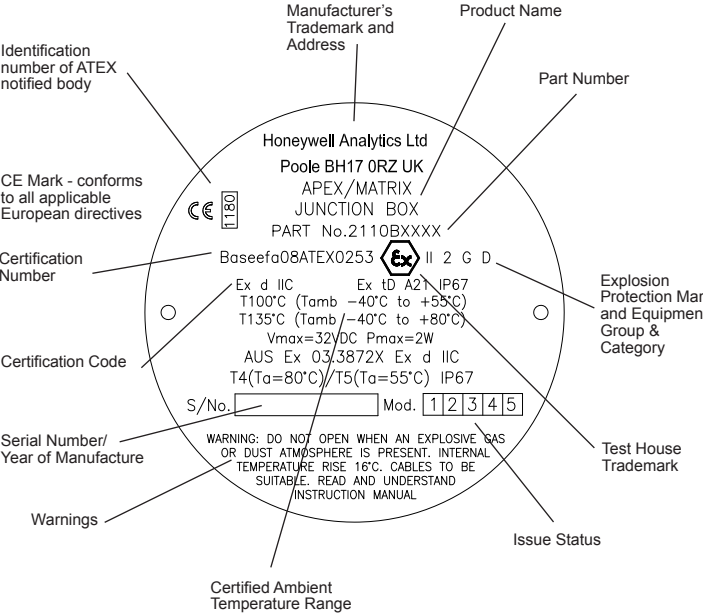 Manufacturer's
Trademark and
Address
Product Name
Identification
number of ATEX
notified body
Part Number
Honeywell Analytics Ltd
Poole BH17 0RZ UK
APEX/MATRIX
JUNCTION BOX
PART No.2110BXXXX
CE Mark - conforms
to all applicable
European directives
CE 1180
Certification
Number
Baseefa08ATEX0253 Ex II 2 G D
Ex d IIC Ex tD A21 IP67
T100°C (Tamb -40°C to +55°C)
T135°C (Tamb -40°C to +80°C)
Vmax=32VDC Pmax=2W
AUS Ex 03.3872X Ex d IIC
T4(Ta=80°C)/T5(Ta=55°C) IP67
S/No. Mod. 1 2 3 4 5
WARNING: DO NOT OPEN WHEN AN EXPLOSIVE GAS
OR DUST ATMOSPHERE IS PRESENT. INTERNAL
TEMPERATURE RISE 16°C. CABLES TO BE
SUITABLE. READ AND UNDERSTAND
INSTRUCTION MANUAL
Explosion
Protection Mar
and Equipmen
Group &
Category
Certification Code
Serial Number/
Year of Manufacture
Test House
Trademark
Warnings
Issue Status
Certified Ambient
Temperature Range